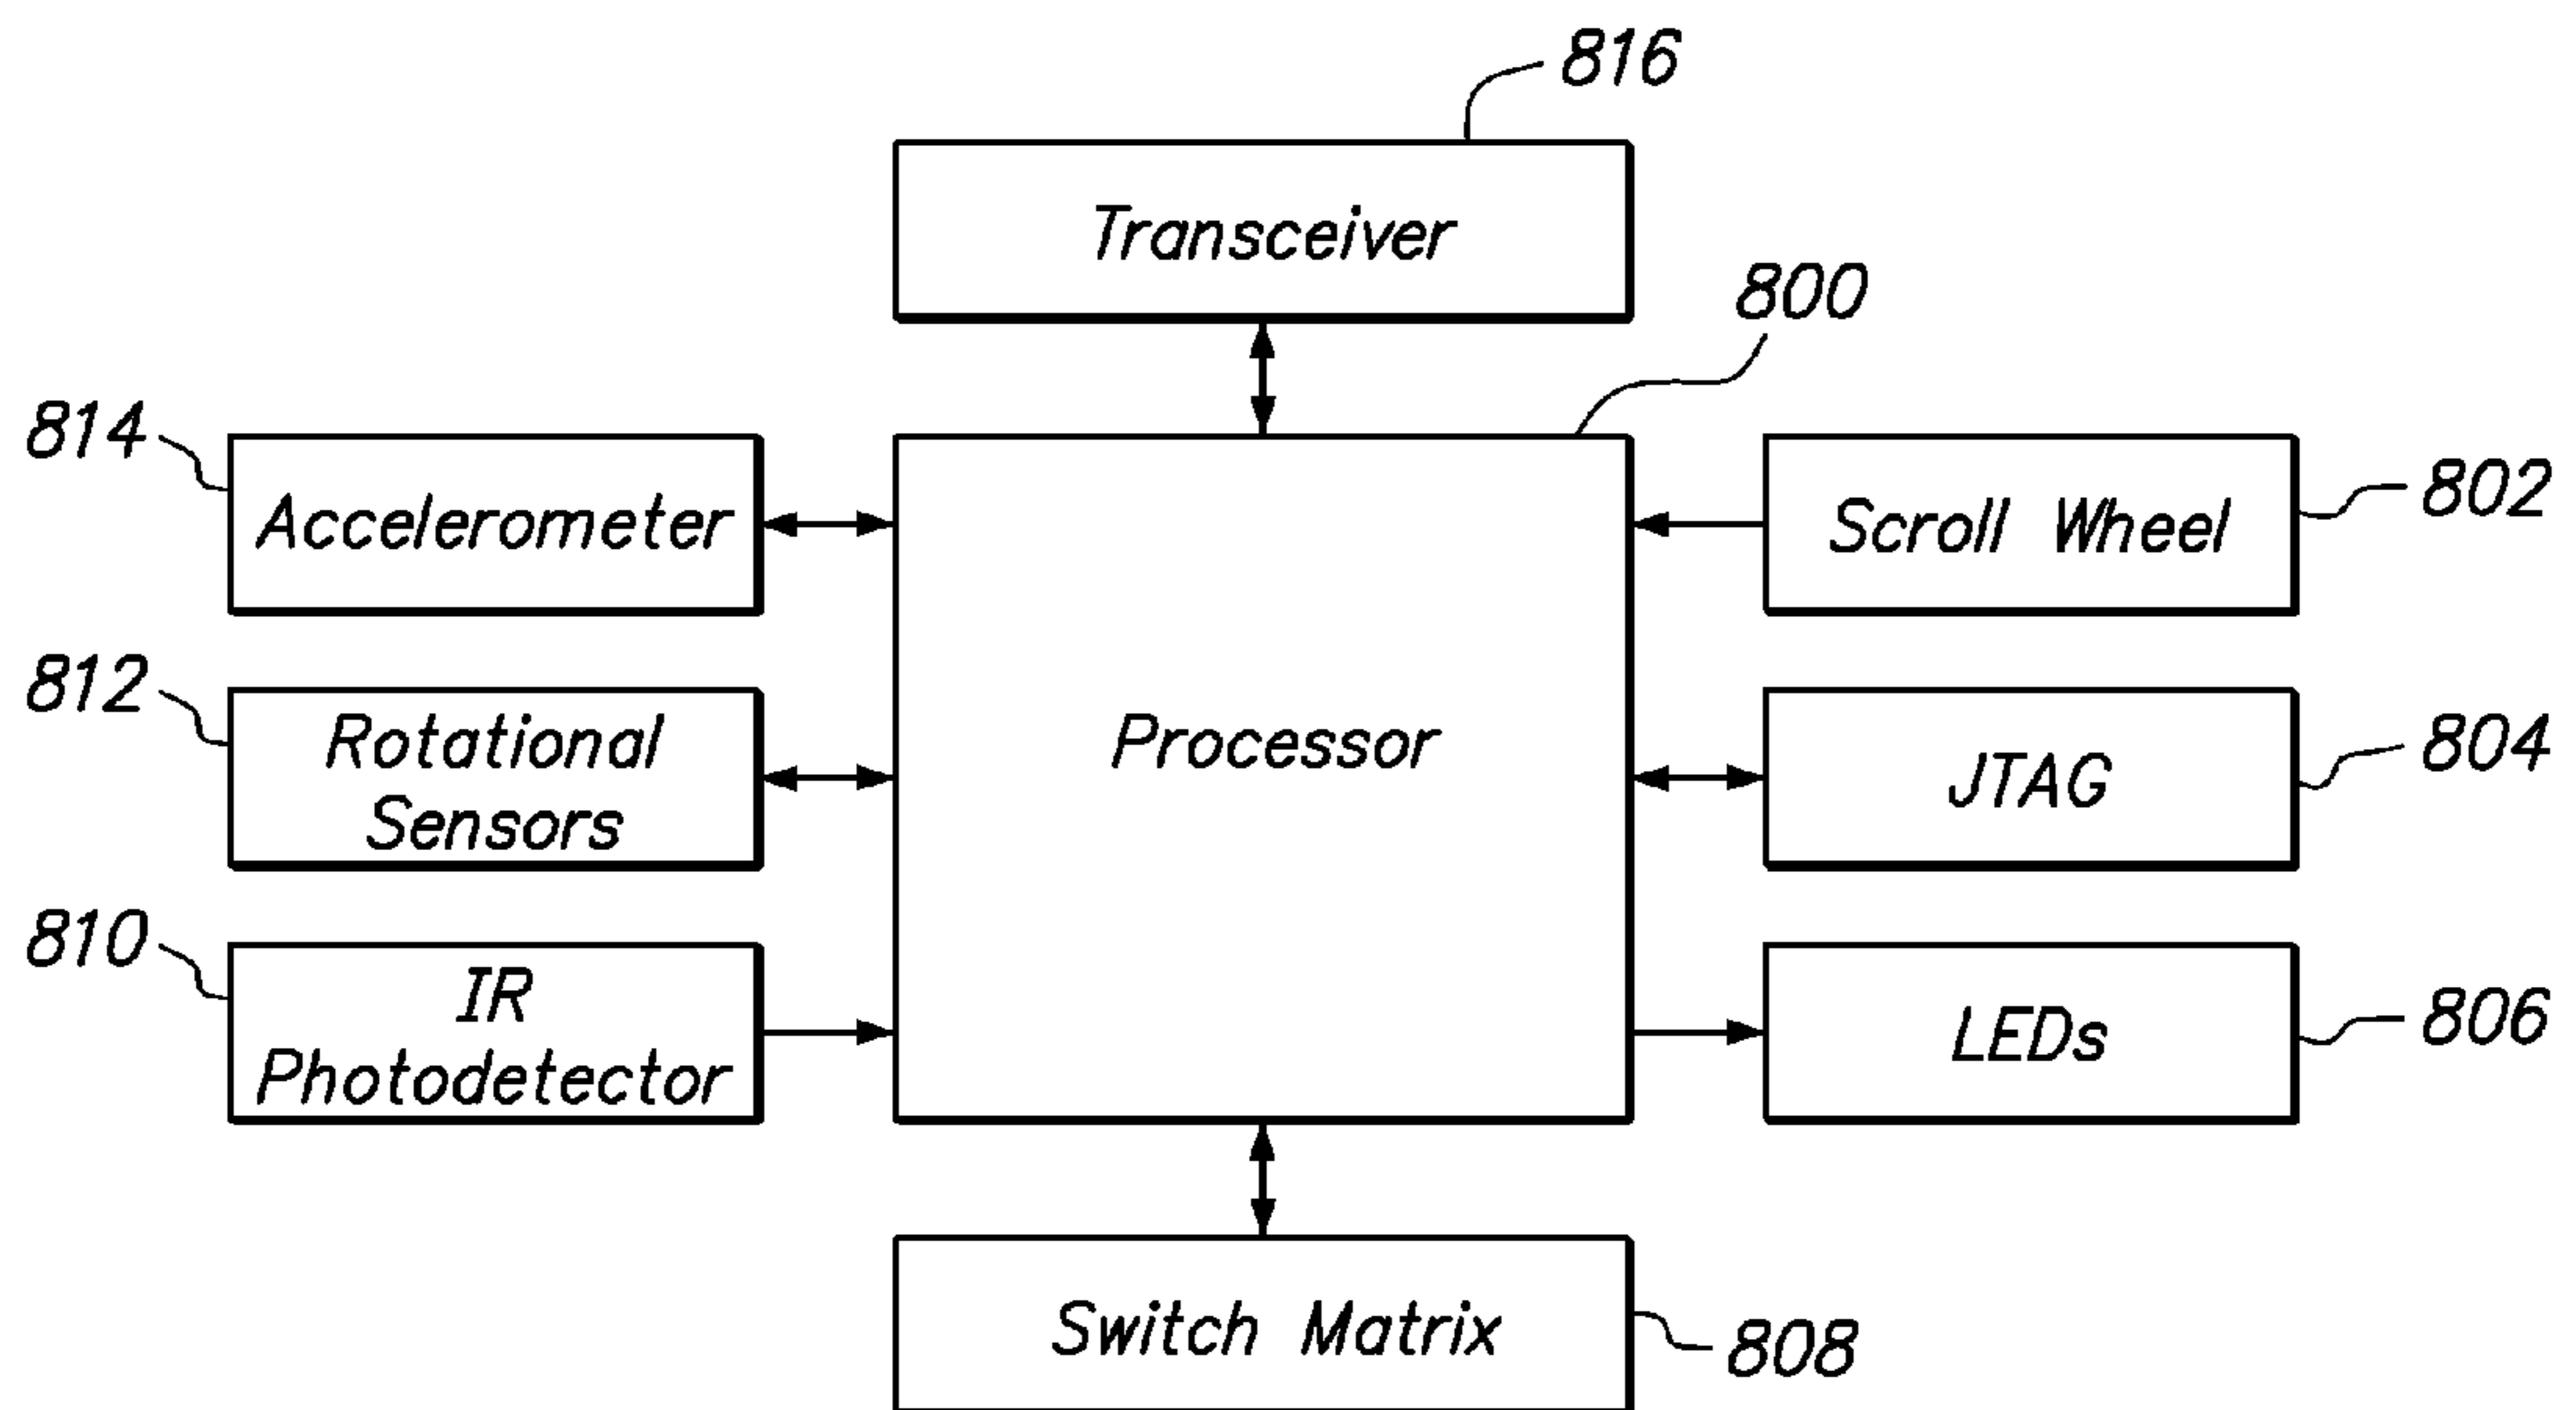 816
Transceiver
800
814
Accelerometer
Scroll Wheel
802
812
Rotational
Sensors
Processor
JTAG
804
810
IR
Photodetector
LEDs
806
Switch Matrix
808